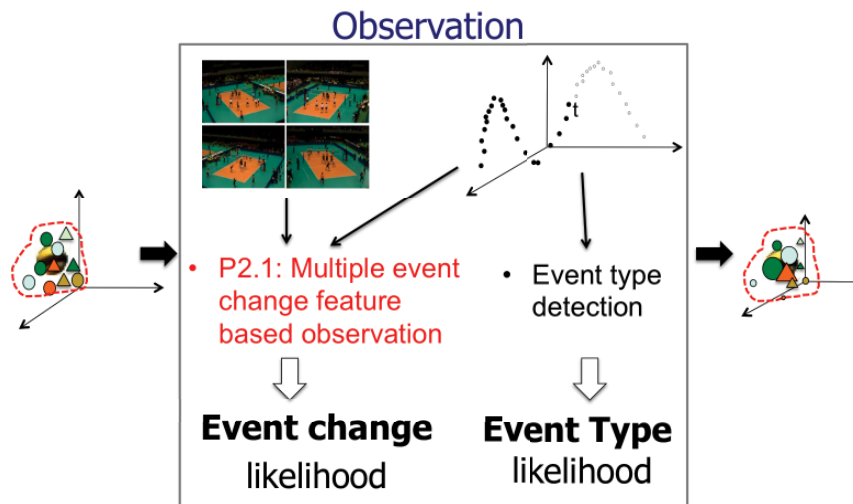 Observation
t
• P2.1: Multiple event
change feature
based observation
• Event type
detection
Event change
likelihood
Event Type
likelihood